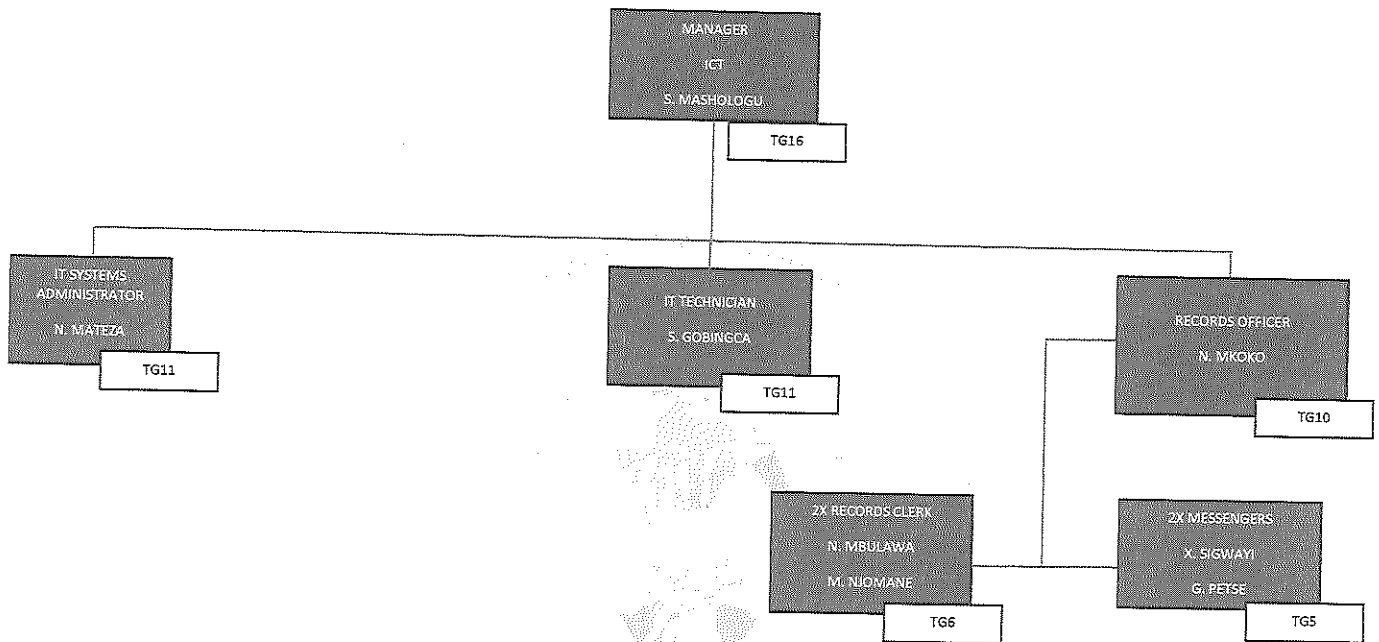 MANAGER
ICT
S. MASHOLOGU
TG16
IT SYSTEMS
ADMINISTRATOR
N. MATEZA
TG11
IT TECHNICIAN
S. GOBINGCA
TG11
RECORDS OFFICER
N. MKOKO
TG10
2X RECORDS CLERK
N. MBULAWA
M. NJOMANE
TG6
2X MESSENGERS
X. SIGWAYI
G. PETSE
TG5